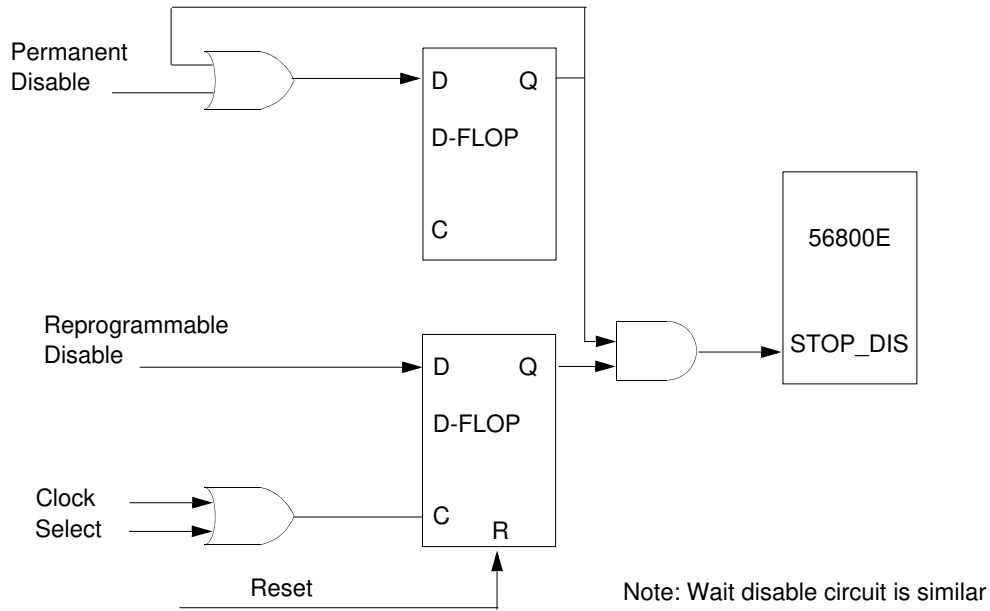 Permanent
Disable
D Q
D-FLOP
C
56800E
STOP_DIS
Reprogrammable
Disable
D Q
D-FLOP
Clock
Select
C
R
Reset
Note: Wait disable circuit is similar